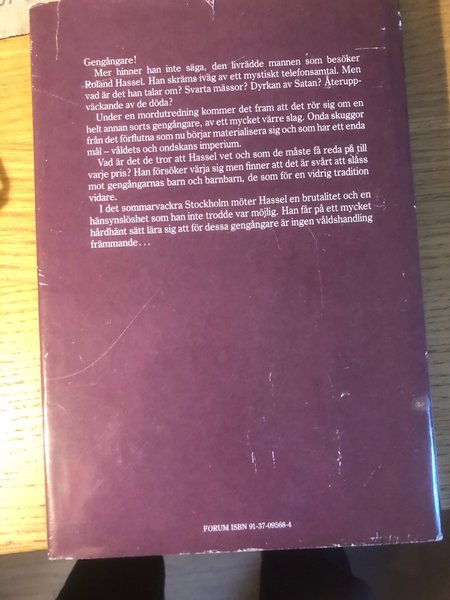 Gengångare!
Mer hinner han inte säga, den livrädde mannen som besöker
Roland Hassel. Han skräms iväg av ett mystiskt telefonsamtal. Men
vad är det han talar om? Svarta mässor? Dyrkan av Satan? Återupp-
väckande av de döda?
Under en mordutredning kommer det fram att det rör sig om en
helt annan sorts gengångare, av ett mycket värre slag. Onda skuggor
från det förflutna som nu börjar materialisera sig och som har ett enda
mål – våldets och ondskans imperium.
Vad är det de tror att Hassel vet och som de måste få reda på till
varje pris? Han försöker värja sig men finner att det är svårt att slåss
mot gengångarnas barn och barnbarn, de som för en vidrig tradition
vidare.
I det sommarvackra Stockholm möter Hassel en brutalitet och en
hänsynslöshet som han inte trodde var möjlig. Han får på ett mycket
hårdhänt sätt lära sig att för dessa gengångare är ingen våldshandling
främmande . . .
FORUM ISBN 91-37-09568-4